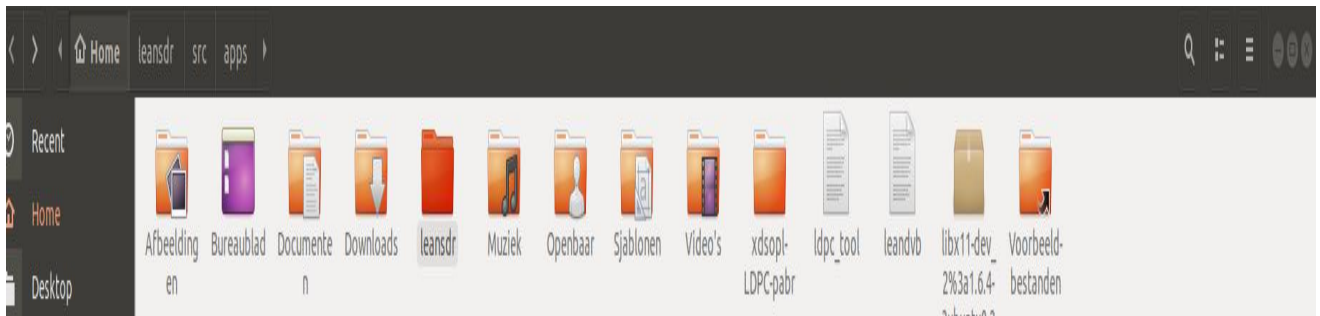 Home leansdr src apps
Recent
Home
Desktop
Afbeelding
en
Bureaublad
Documente
n
Downloads
leansdr
Muziek
Openbaar
Sjablonen
Video's
xdsopl-
LDPC-pabr
ldpc_tool
leandvb
libx11-dev_
2%3a1.6.4-
Voorbeeld-
bestanden